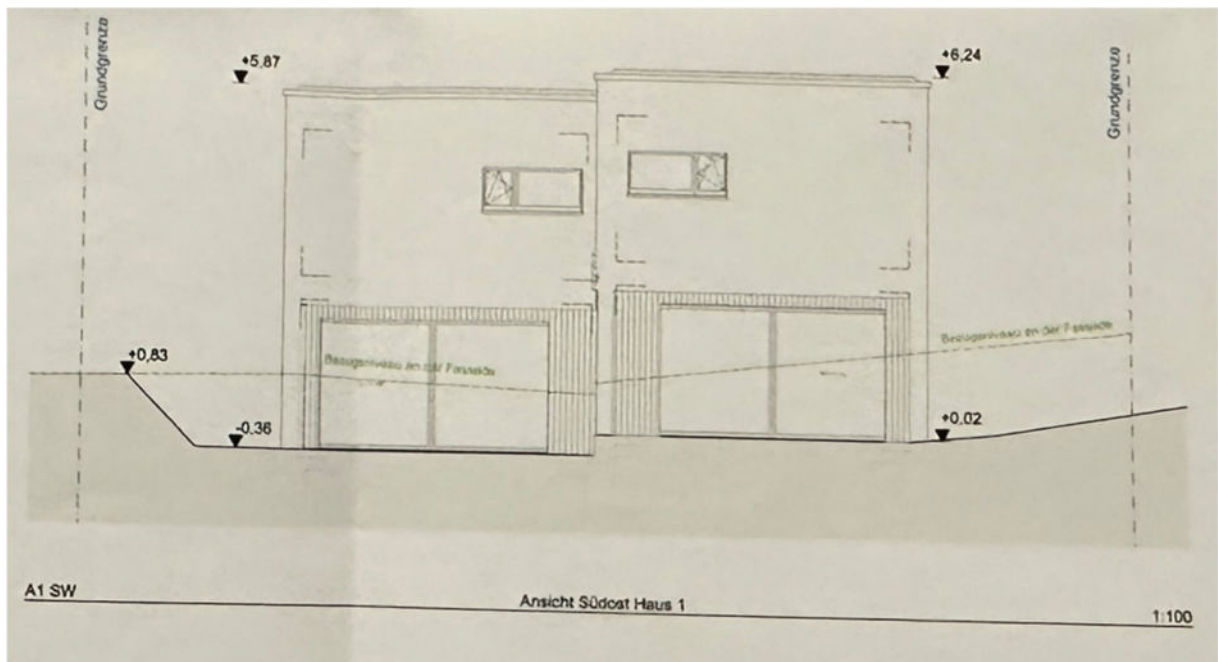 Grundgrenze
+5,87
+6,24
Grundgrenze
Bezugsniveau an der Fassade
Bezugsniveau an der Fassade
+0,83
-0,36
+0,02
A1 SW
Ansicht Südost Haus 1
1:100